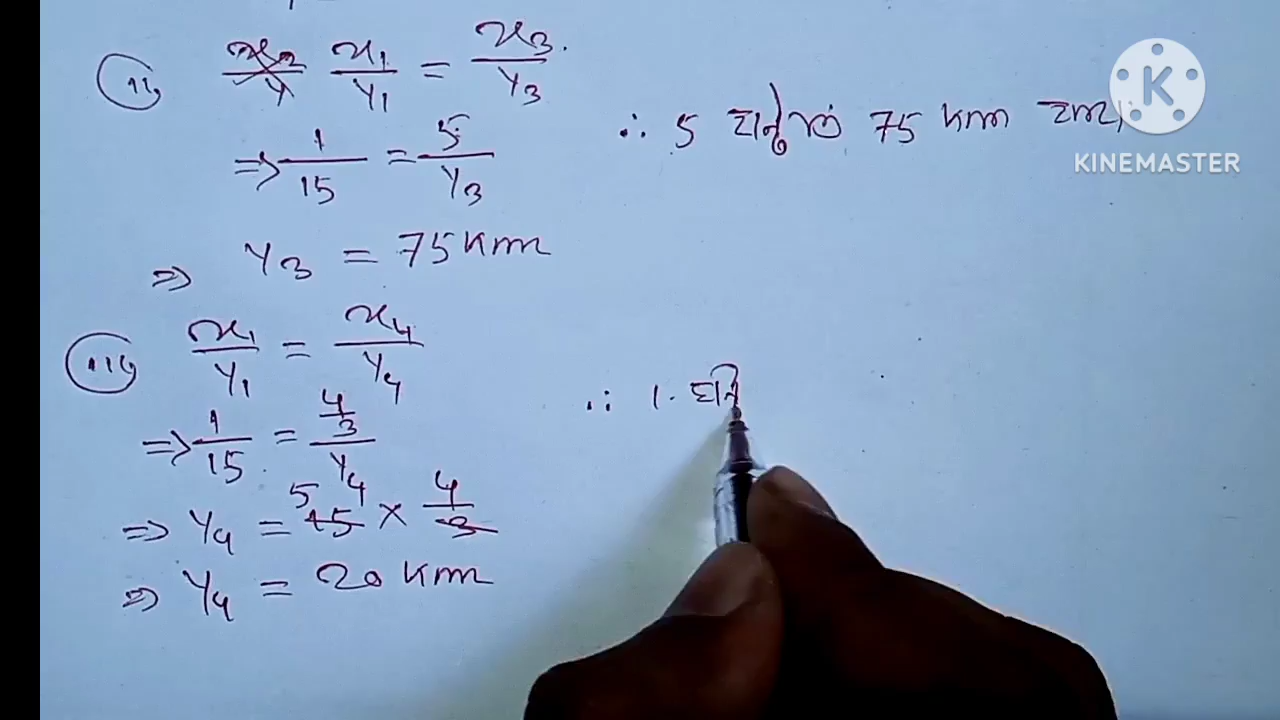 (ii) x₁/y₁ = x₃/y₃.
⇒ 1/15 = 5/y₃
⇒ y₃ = 75 km
∴ 5 75 km
KINEMASTER
(iii) x₁/y₁ = x₄/y₄
⇒ 1/15 = 4/3/y₄
⇒ y₄ = 15 × 4/3
⇒ y₄ = 20 km
∴ 1.